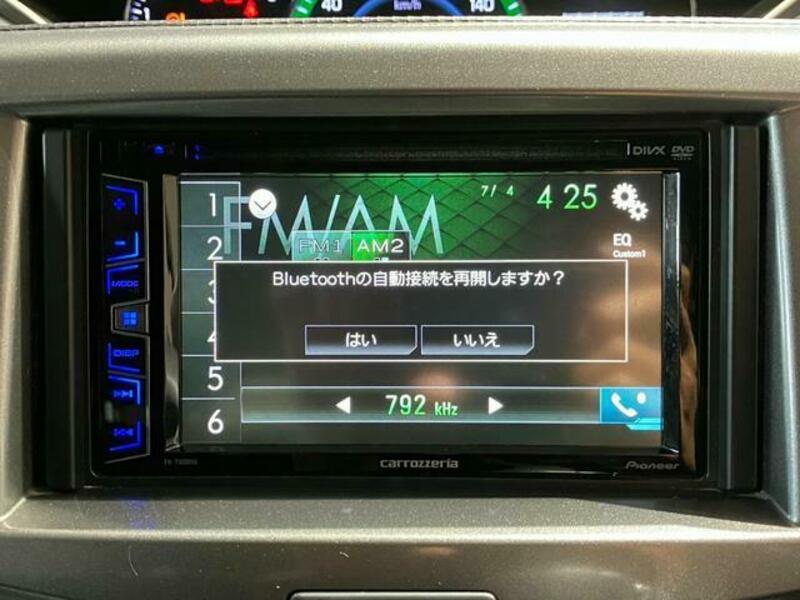 40 km/h 140
DIVX DVD
1 FM/AM 7/ 4 4 25
2 FM1 AM2 EQ
Custom1
Bluetoothの自動接続を再開しますか？
はい いいえ
MODE
DISP
5
6 ◀ 792 kHz ▶
carrozzeria Pioneer